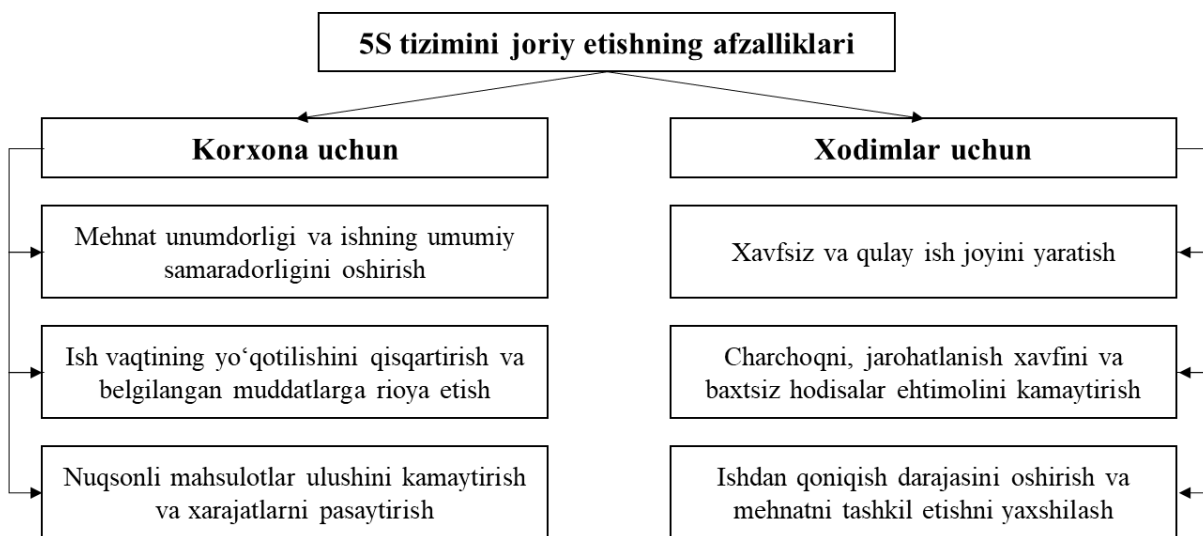 5S tizimini joriy etishning afzalliklari
Korxona uchun
Mehnat unumdorligi va ishning umumiy
samaradorligini oshirish
Ish vaqtining yo‘qotilishini qisqartirish va
belgilangan muddatlarga rioya etish
Nuqsonli mahsulotlar ulushini kamaytirish
va xarajatlarni pasaytirish
Xodimlar uchun
Xavfsiz va qulay ish joyini yaratish
Charchoqni, jarohatlanish xavfini va
baxtsiz hodisalar ehtimolini kamaytirish
Ishdan qoniqish darajasini oshirish va
mehnatni tashkil etishni yaxshilash